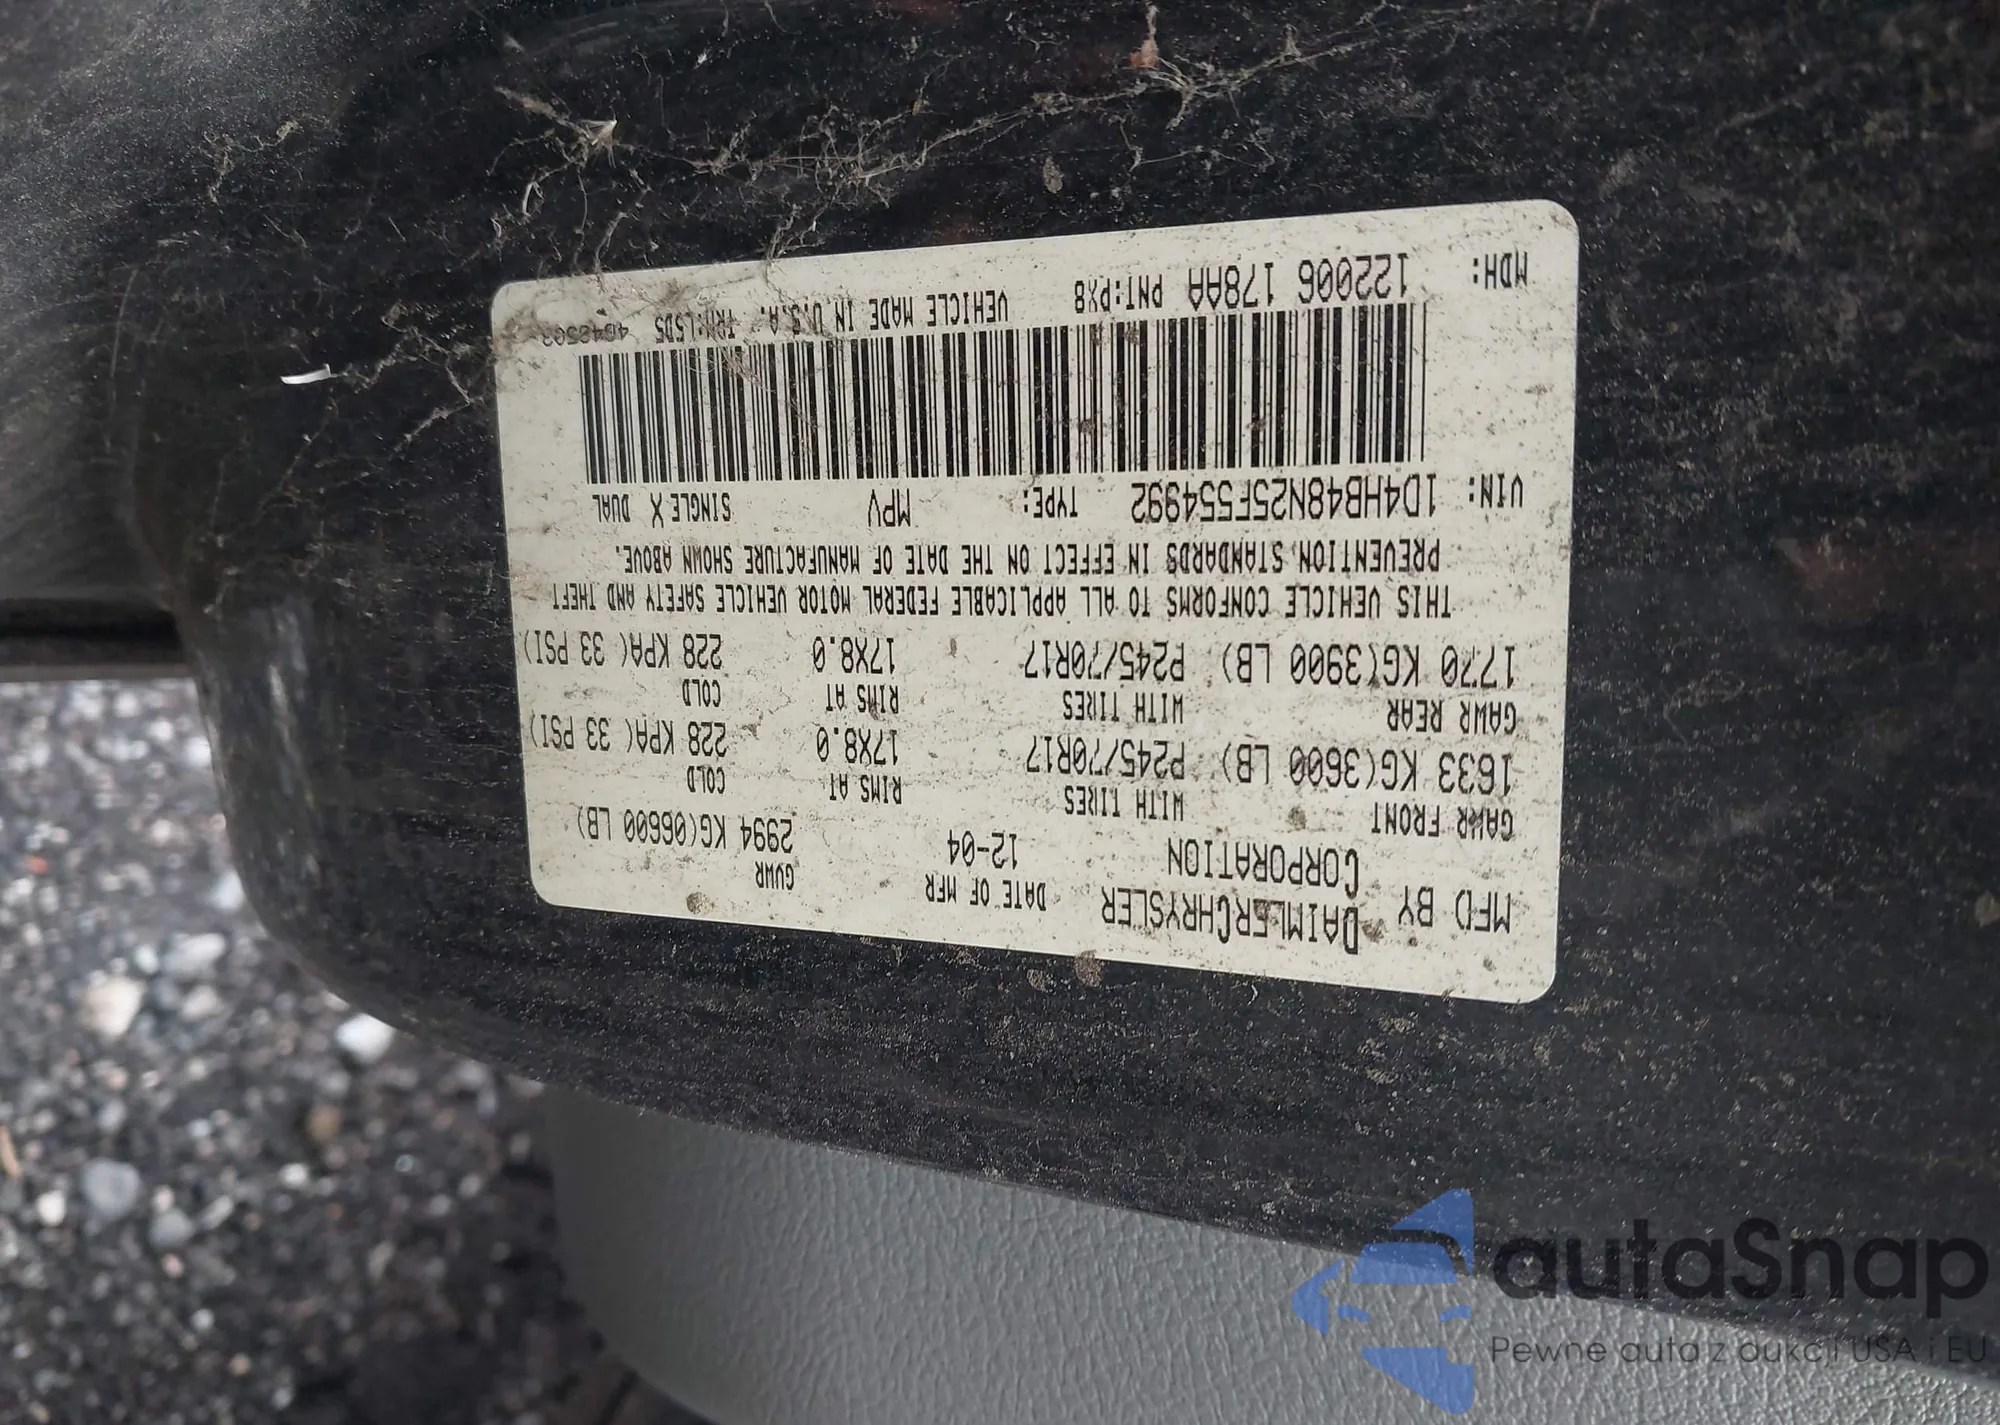 MFD BY DAIMLERCHRYSLER CORPORATION
DATE OF MFR 12-04
GVWR 2994 KG(06600 LB)
GAWR FRONT WITH TIRES RIMS AT COLD
1633 KG(3600 LB) P245/70R17 17X8.0 228 KPA(33 PSI)
GAWR REAR WITH TIRES RIMS AT COLD
1770 KG(3900 LB) P245/70R17 17X8.0 228 KPA(33 PSI)
THIS VEHICLE CONFORMS TO ALL APPLICABLE FEDERAL MOTOR VEHICLE SAFETY AND THEFT
PREVENTION STANDARDS IN EFFECT ON THE DATE OF MANUFACTURE SHOWN ABOVE.
VIN: 1D4HB48N25F554992 TYPE: MPV SINGLE X DUAL
MDH: 122006 178AA PNT:PX8 VEHICLE MADE IN U.S.A. TRM:L5D5
autaSnap
Pewne auta z aukcji USA i EU